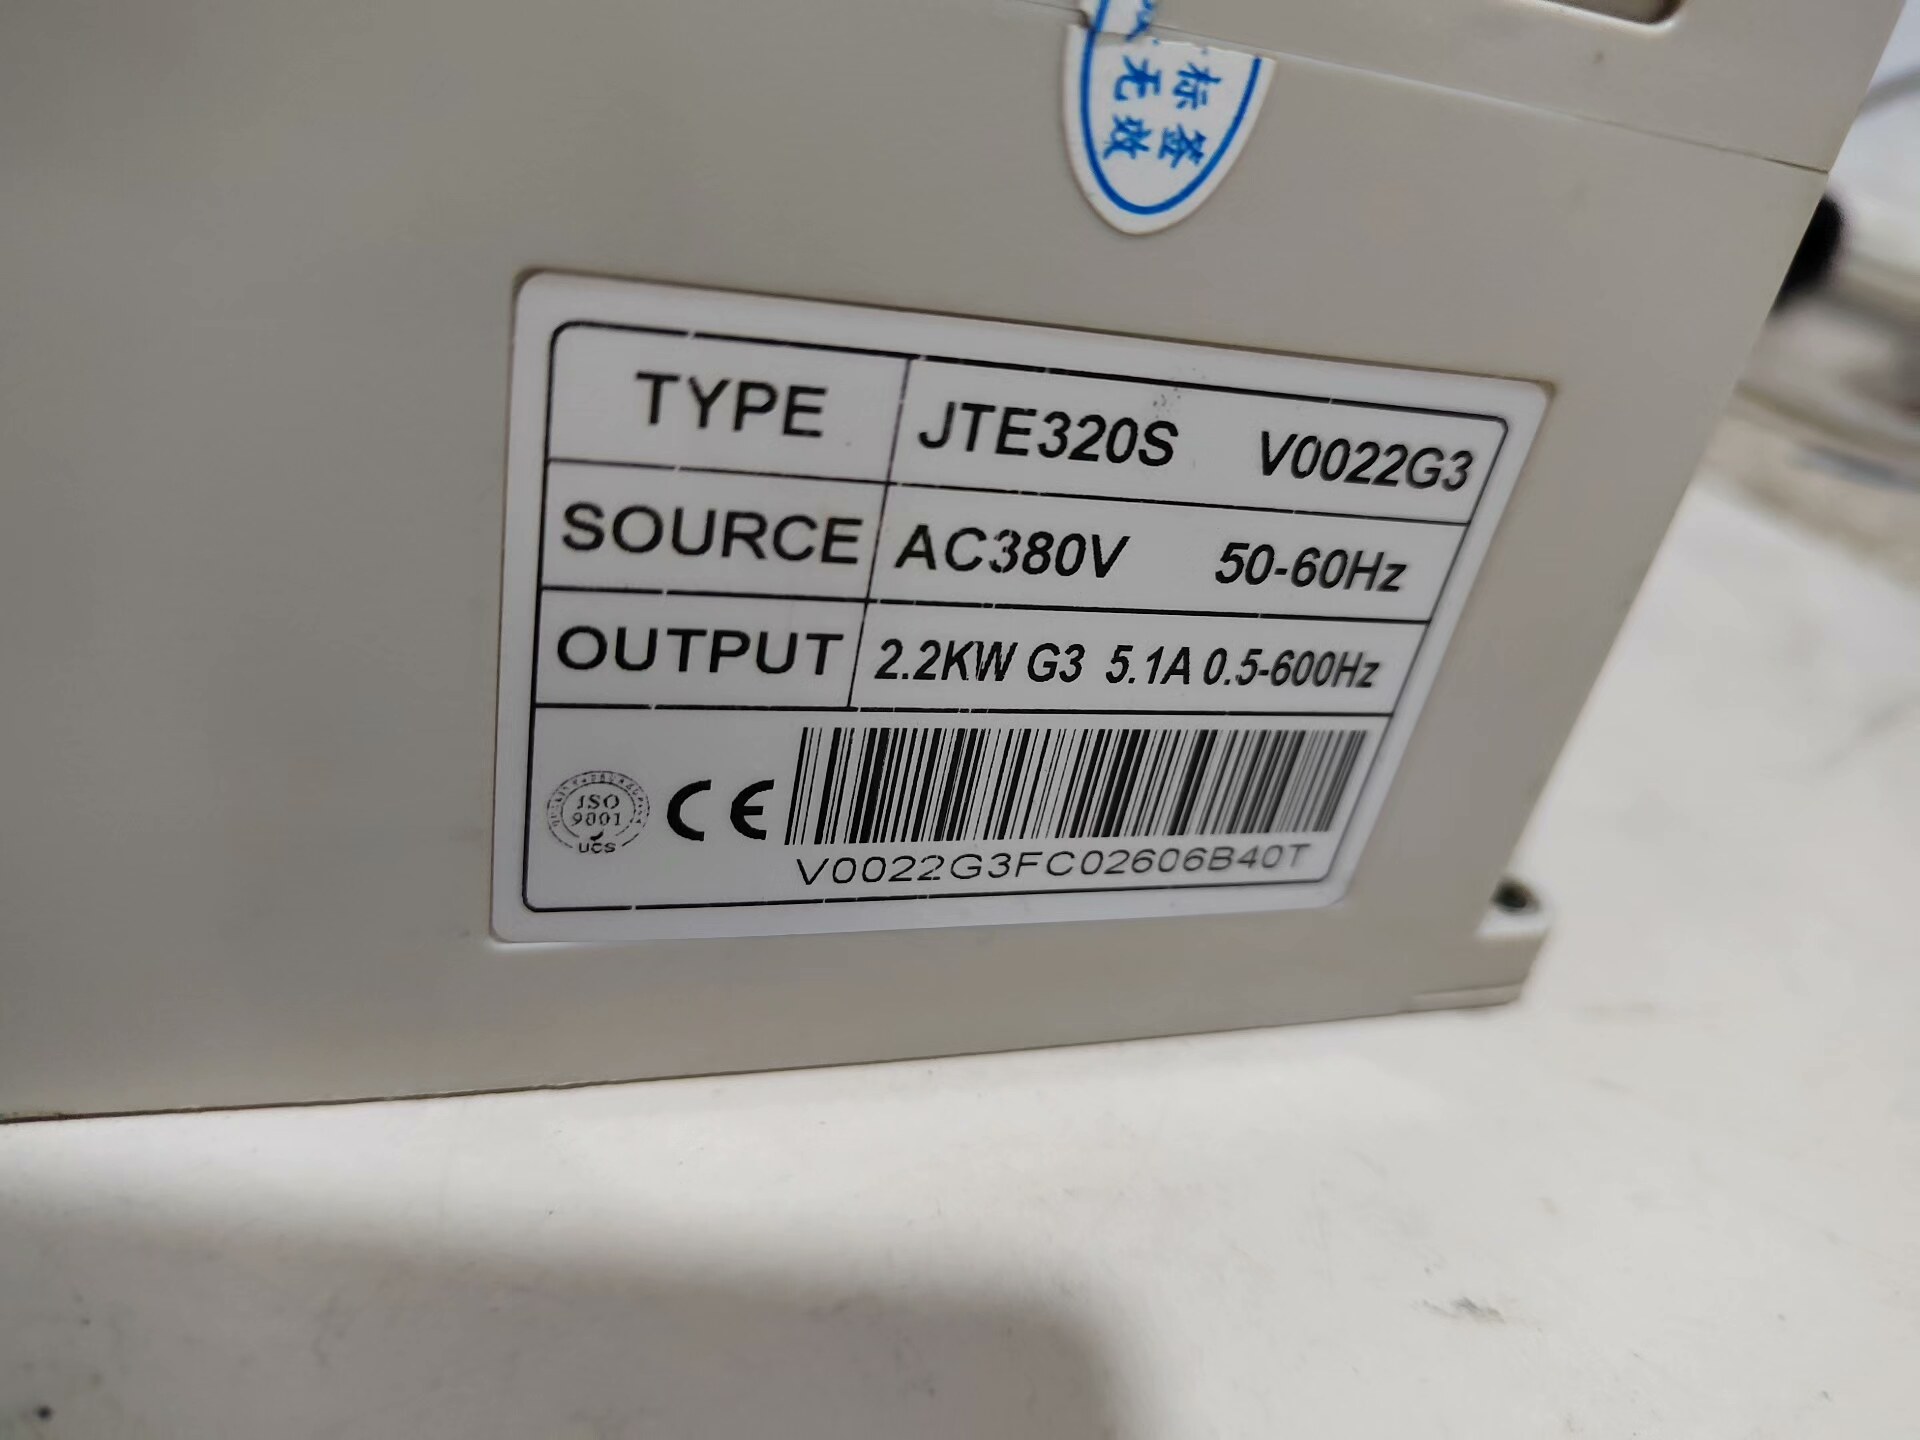 标签
无效
TYPE JTE320S V0022G3
SOURCE AC380V 50-60Hz
OUTPUT 2.2KW G3 5.1A 0.5-600Hz
ISO
9001
UCS
CE
V0022G3FC02606B40T